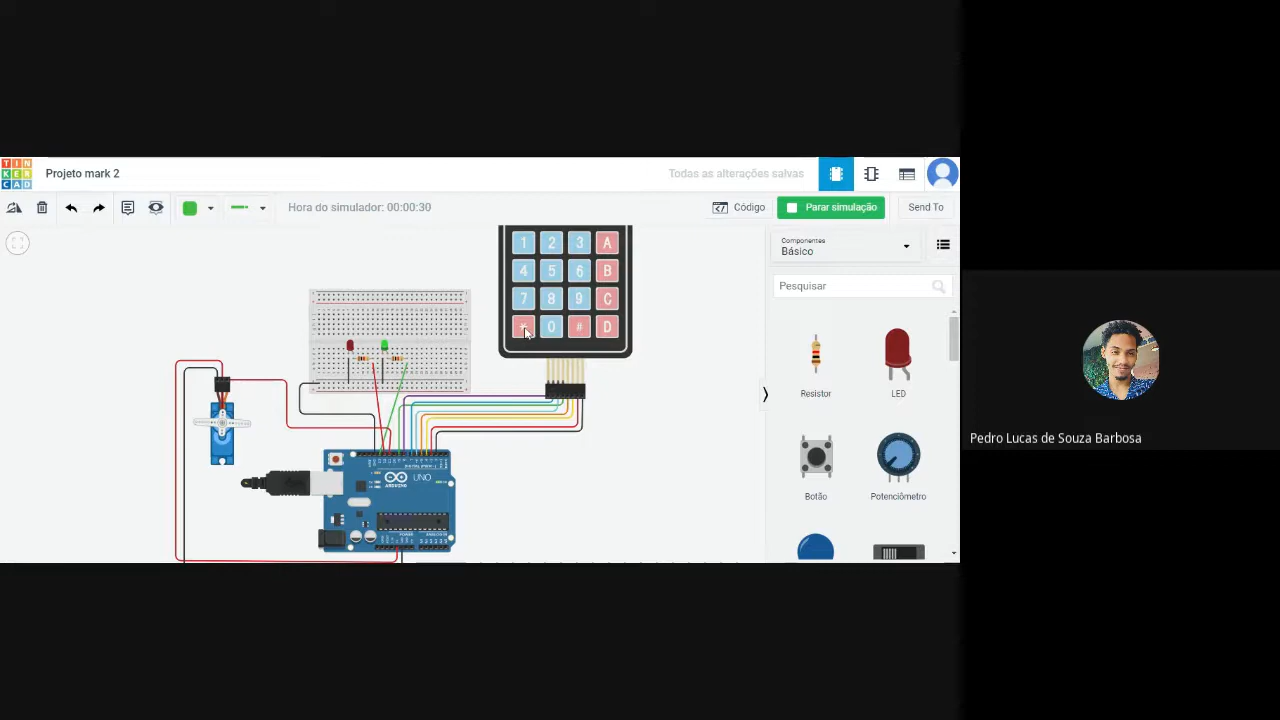 TIN
KER
CAD
Projeto mark 2
Todas as alterações salvas
Hora do simulador: 00:00:30
Código
Parar simulação
Send To
Componentes
Básico
Pesquisar
Resistor
LED
Botão
Potenciômetro
1 2 3 A
4 5 6 B
7 8 9 C
* 0 # D
UNO
ARDUINO
Pedro Lucas de Souza Barbosa